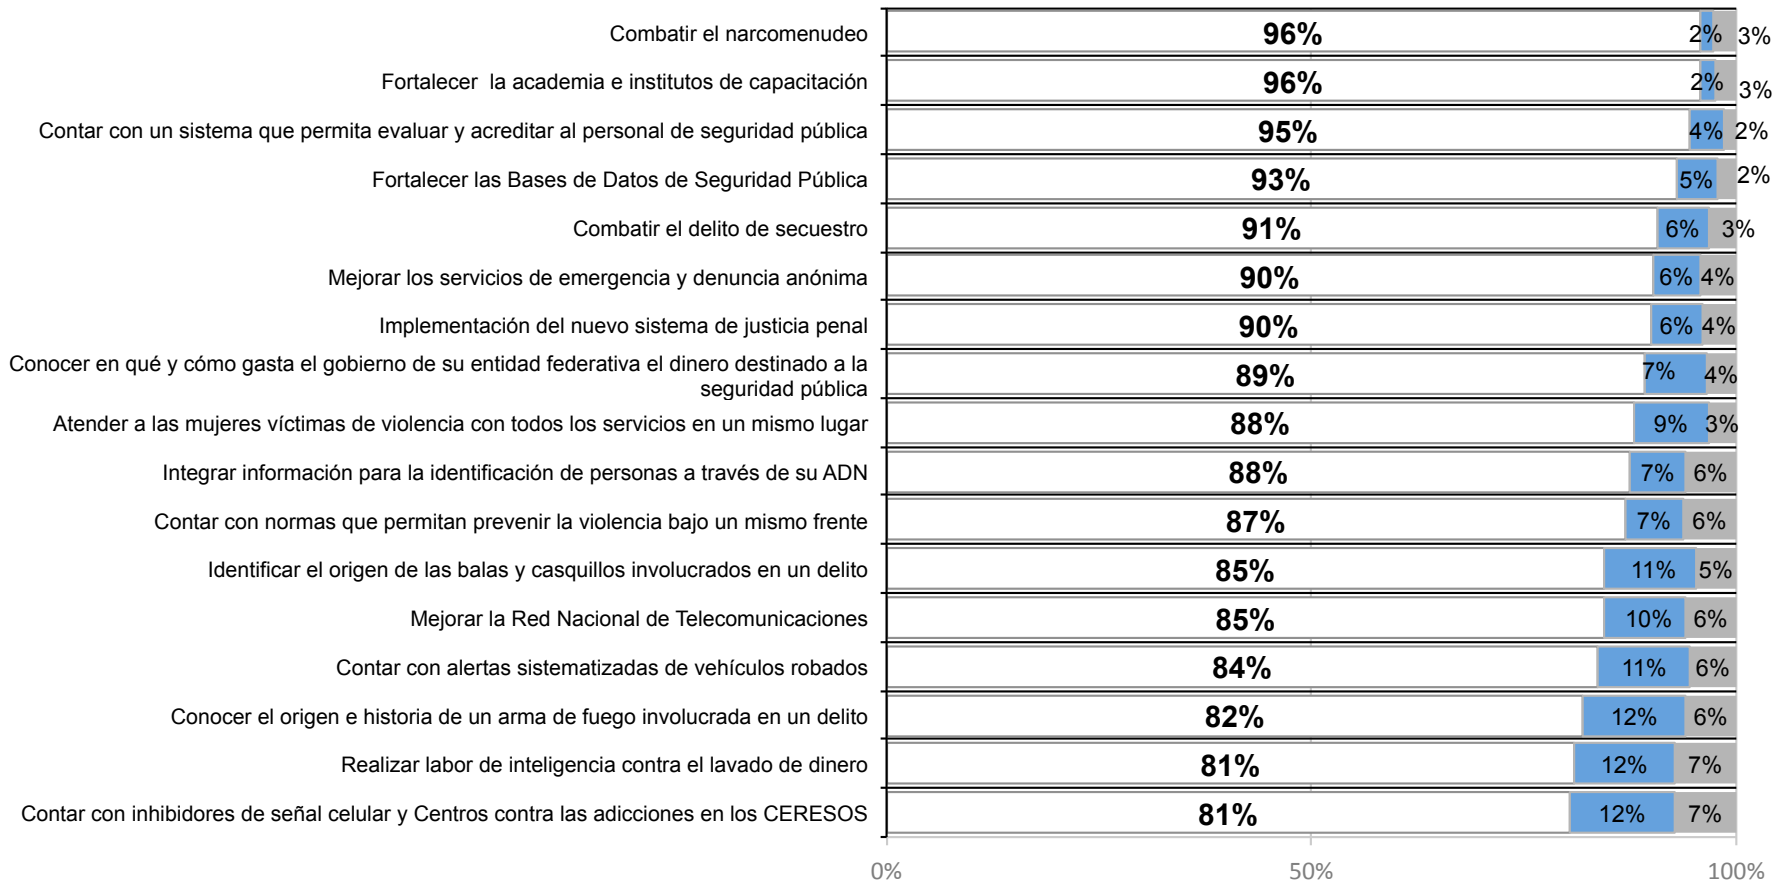 Combatir el narcomenudeo 96% 2% 3%
Fortalecer  la academia e institutos de capacitación 96% 2% 3%
Contar con un sistema que permita evaluar y acreditar al personal de seguridad pública 95% 4% 2%
Fortalecer las Bases de Datos de Seguridad Pública 93% 5% 2%
Combatir el delito de secuestro 91% 6% 3%
Mejorar los servicios de emergencia y denuncia anónima 90% 6% 4%
Implementación del nuevo sistema de justicia penal 90% 6% 4%
Conocer en qué y cómo gasta el gobierno de su entidad federativa el dinero destinado a la
seguridad pública 89% 7% 4%
Atender a las mujeres víctimas de violencia con todos los servicios en un mismo lugar 88% 9% 3%
Integrar información para la identificación de personas a través de su ADN 88% 7% 6%
Contar con normas que permitan prevenir la violencia bajo un mismo frente 87% 7% 6%
Identificar el origen de las balas y casquillos involucrados en un delito 85% 11% 5%
Mejorar la Red Nacional de Telecomunicaciones 85% 10% 6%
Contar con alertas sistematizadas de vehículos robados 84% 11% 6%
Conocer el origen e historia de un arma de fuego involucrada en un delito 82% 12% 6%
Realizar labor de inteligencia contra el lavado de dinero 81% 12% 7%
Contar con inhibidores de señal celular y Centros contra las adicciones en los CERESOS 81% 12% 7%
0% 50% 100%